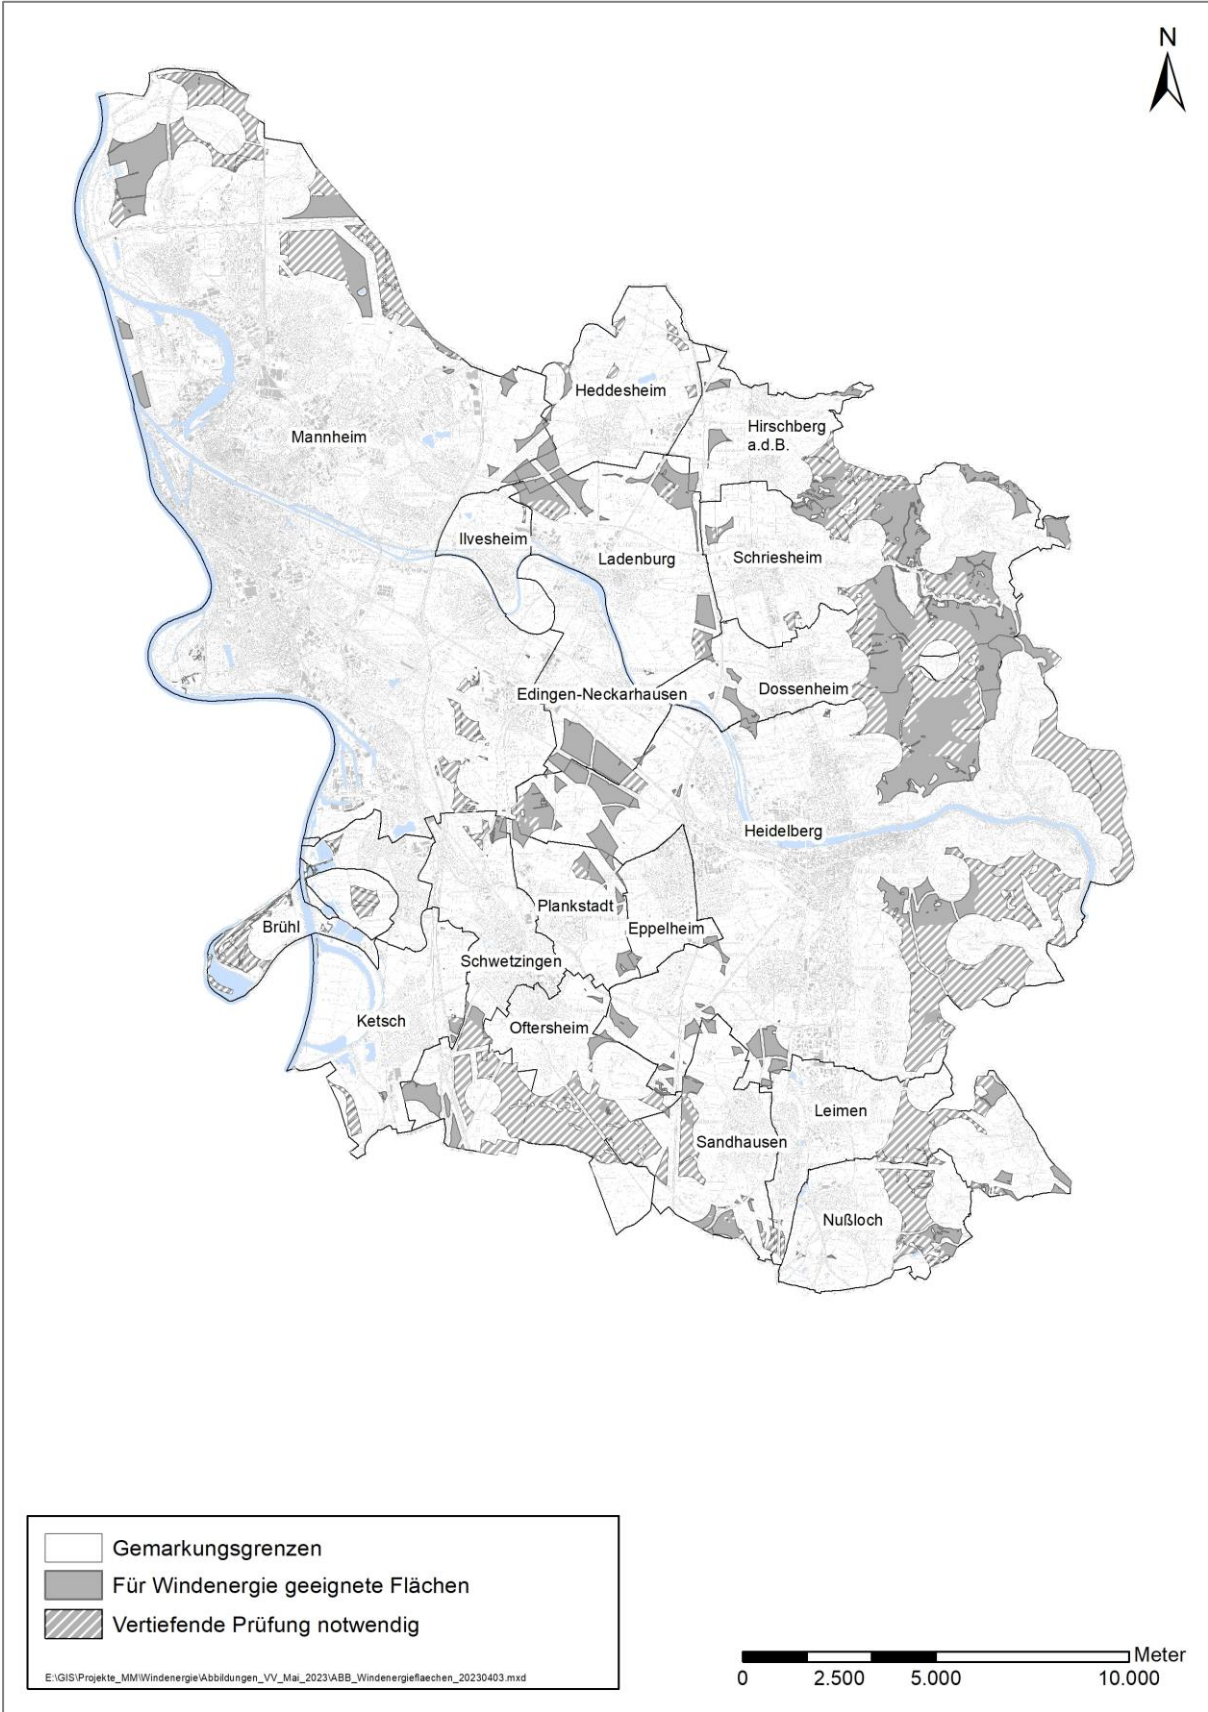 N
Heddesheim
Hirschberg
a.d.B.
Mannheim
Ilvesheim
Ladenburg
Schriesheim
Edingen-Neckarhausen
Dossenheim
Heidelberg
Plankstadt
Brühl
Eppelheim
Schwetzingen
Ketsch
Oftersheim
Leimen
Sandhausen
Nußloch
Gemarkungsgrenzen
Für Windenergie geeignete Flächen
Vertiefende Prüfung notwendig
E:\GIS\Projekte_MM\Windenergie\Abbildungen_VV_Mai_2023\ABB_Windenergieflaechen_20230403.mxd
Meter
0 2.500 5.000 10.000